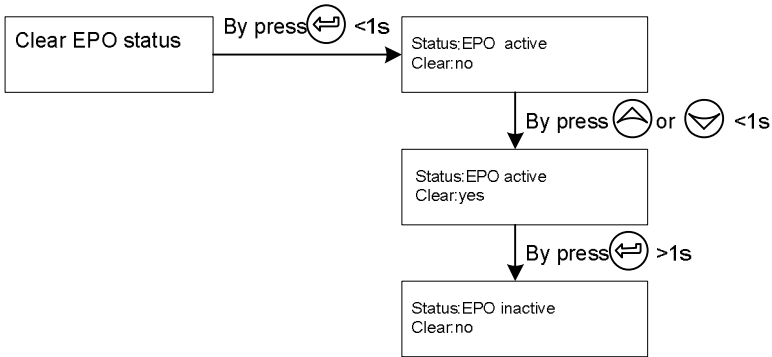 Clear EPO status
By press <1s
Status;EPO active
Clear:no
By press or <1s
Status:EPO active
Clear:yes
By press >1s
Status:EPO inactive
Clear:no